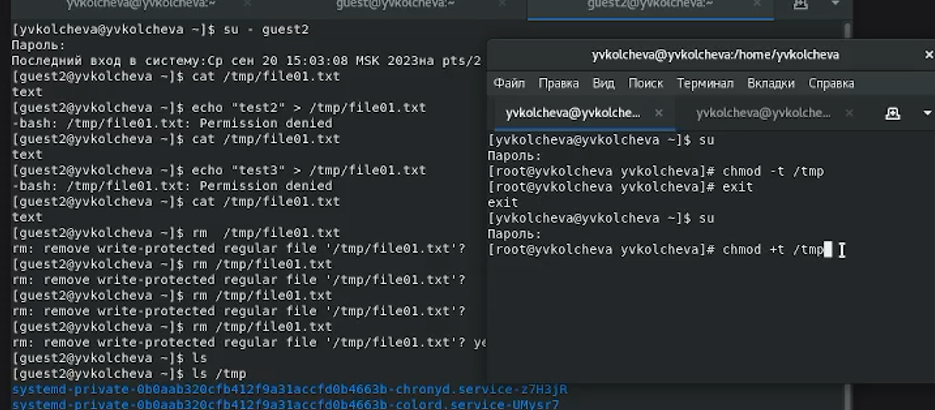 yvkolcheva@yvkolcheva:~
guest@yvkolcheva:~
guest2@yvkolcheva:~
[yvkolcheva@yvkolcheva ~]$ su - guest2
Пароль:
Последний вход в систему:Ср сен 20 15:03:08 MSK 2023на pts/2
[guest2@yvkolcheva ~]$ cat /tmp/file01.txt
text
[guest2@yvkolcheva ~]$ echo "test2" > /tmp/file01.txt
-bash: /tmp/file01.txt: Permission denied
[guest2@yvkolcheva ~]$ cat /tmp/file01.txt
text
[guest2@yvkolcheva ~]$ echo "test3" > /tmp/file01.txt
-bash: /tmp/file01.txt: Permission denied
[guest2@yvkolcheva ~]$ cat /tmp/file01.txt
text
[guest2@yvkolcheva ~]$ rm  /tmp/file01.txt
rm: remove write-protected regular file '/tmp/file01.txt'?
[guest2@yvkolcheva ~]$ rm /tmp/file01.txt
rm: remove write-protected regular file '/tmp/file01.txt'?
[guest2@yvkolcheva ~]$ rm /tmp/file01.txt
rm: remove write-protected regular file '/tmp/file01.txt'?
[guest2@yvkolcheva ~]$ rm /tmp/file01.txt
rm: remove write-protected regular file '/tmp/file01.txt'? ye
[guest2@yvkolcheva ~]$ ls
[guest2@yvkolcheva ~]$ ls /tmp
systemd-private-0b0aab320cfb412f9a31accfd0b4663b-chronyd.service-z7H3jR
systemd-private-0b0aab320cfb412f9a31accfd0b4663b-colord.service-UMysr7
yvkolcheva@yvkolcheva:/home/yvkolcheva
Файл Правка Вид Поиск Терминал Вкладки Справка
yvkolcheva@yvkolche...
yvkolcheva@yvkolche...
[yvkolcheva@yvkolcheva ~]$ su
Пароль:
[root@yvkolcheva yvkolcheva]# chmod -t /tmp
[root@yvkolcheva yvkolcheva]# exit
exit
[yvkolcheva@yvkolcheva ~]$ su
Пароль:
[root@yvkolcheva yvkolcheva]# chmod +t /tmp